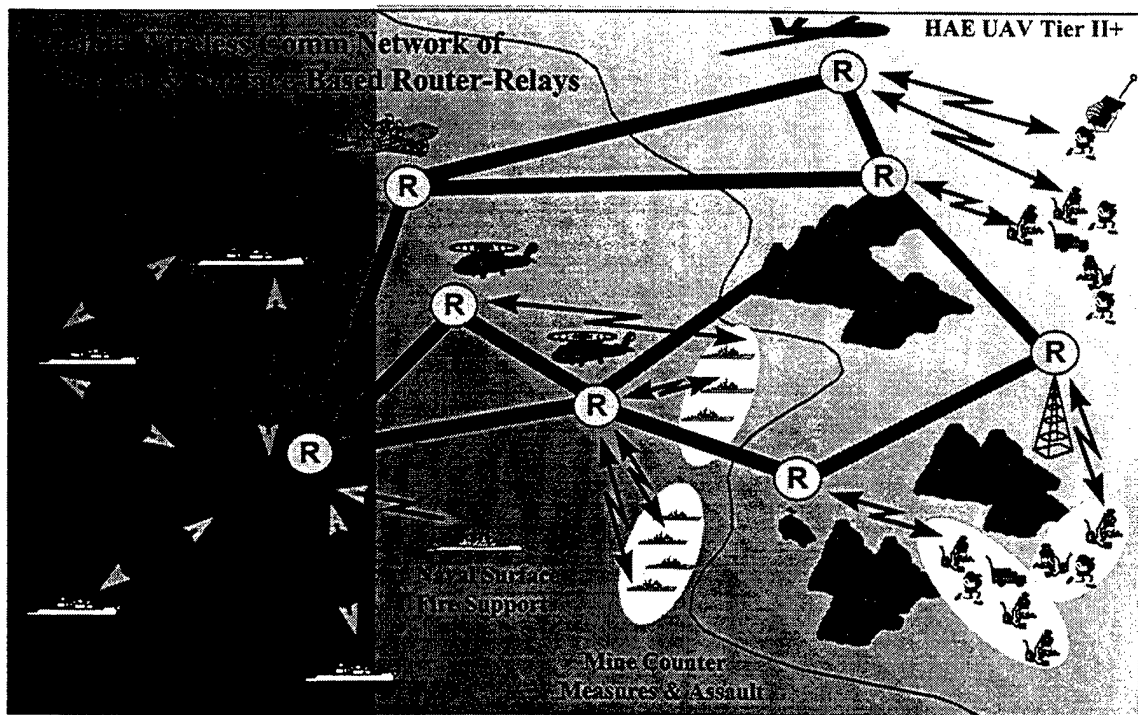 Wireless Comm Network of
Based Router-Relays
HAE UAV Tier II+
R
R
R
R
R
R
R
R
Naval Surface
Fire Support
Mine Counter
Measures & Assault